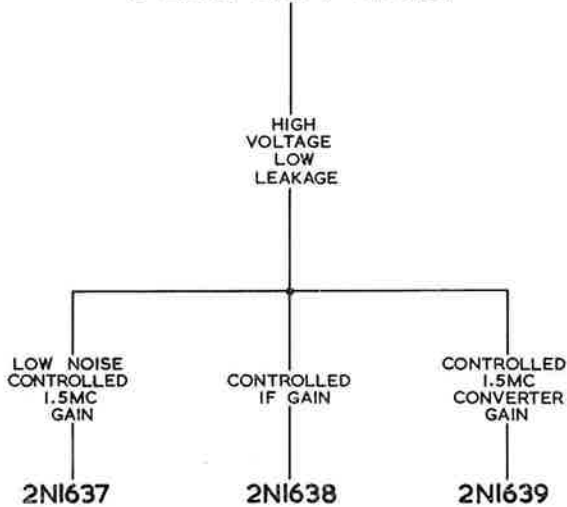 HIGH
VOLTAGE
LOW
LEAKAGE
LOW NOISE
CONTROLLED
1.5MC
GAIN
CONTROLLED
IF GAIN
CONTROLLED
1.5MC
CONVERTER
GAIN
2N1637
2N1638
2N1639